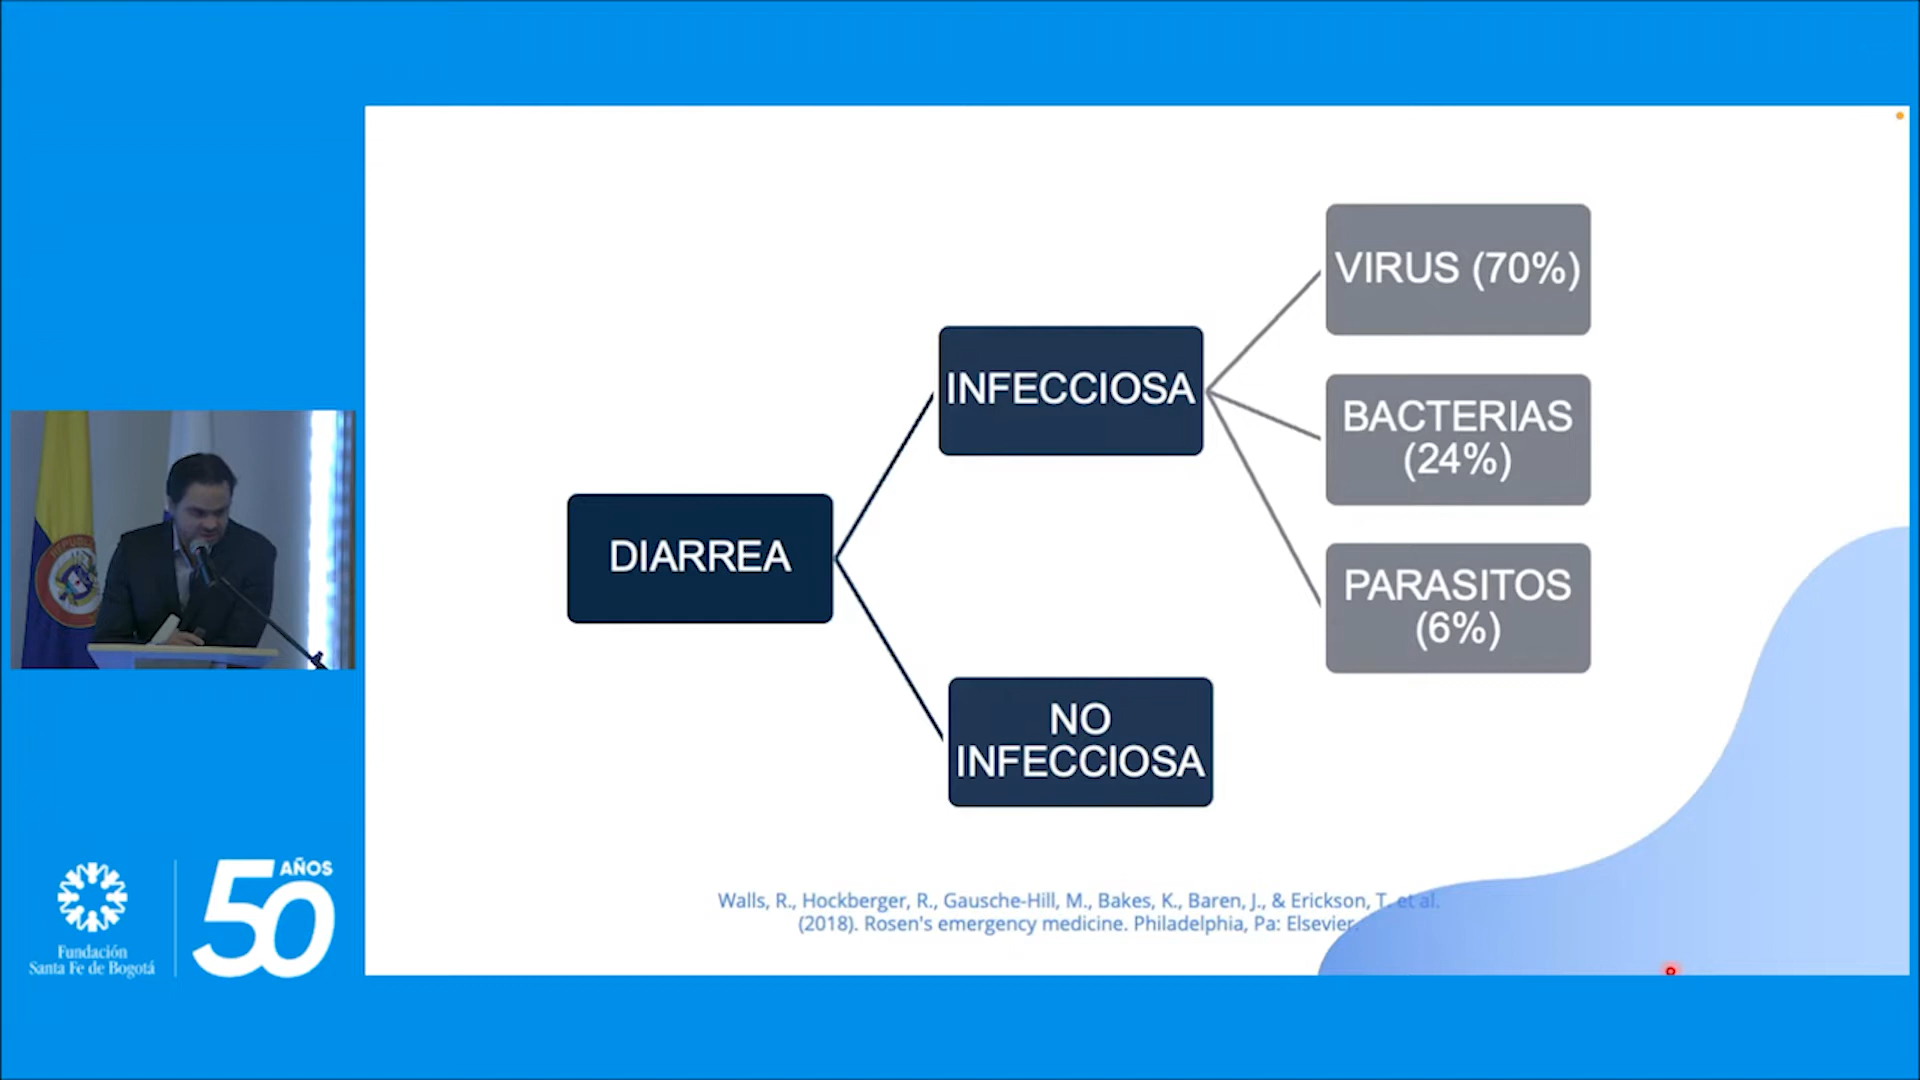 VIRUS (70%)
INFECCIOSA
BACTERIAS
(24%)
DIARREA
PARASITOS
(6%)
NO
INFECCIOSA
Walls, R., Hockberger, R., Gausche-Hill, M., Bakes, K., Baren, J., & Erickson, T. et al.
(2018). Rosen's emergency medicine. Philadelphia, Pa: Elsevier.
Fundación
Santa Fe de Bogotá
50 AÑOS